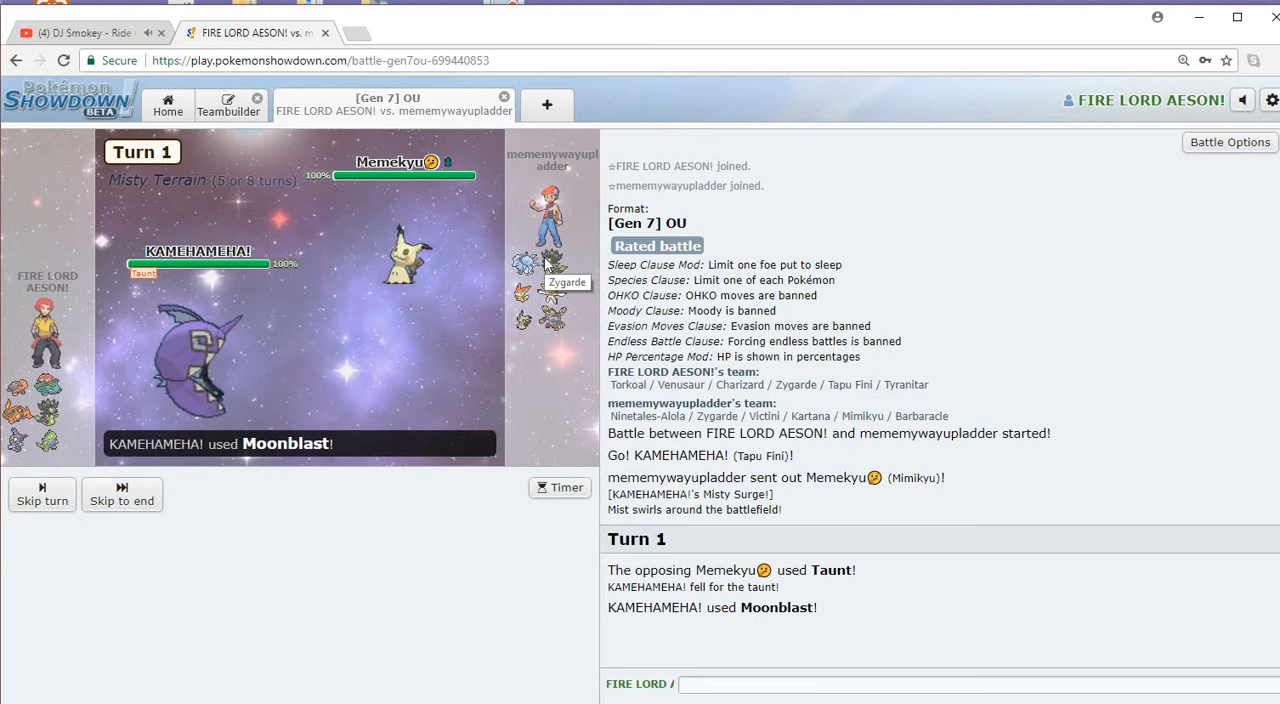 (4) DJ Smokey - Ride
FIRE LORD AESON! vs. m
Secure
https://play.pokemonshowdown.com/battle-gen7ou-699440853
Pokémon
SHOWDOWN!
BETA
Home
Teambuilder
[Gen 7] OU
FIRE LORD AESON! vs. mememywayupladder
+
FIRE LORD AESON!
Turn 1
Misty Terrain (5 or 8 turns)
Memekyu😕
100%
mememywayupl
adder
KAMEHAMEHA!
100%
Taunt
FIRE LORD
AESON!
Zygarde
KAMEHAMEHA! used Moonblast!
Skip turn
Skip to end
Timer
Battle Options
☆FIRE LORD AESON! joined.
☆mememywayupladder joined.
Format:
[Gen 7] OU
Rated battle
Sleep Clause Mod: Limit one foe put to sleep
Species Clause: Limit one of each Pokémon
OHKO Clause: OHKO moves are banned
Moody Clause: Moody is banned
Evasion Moves Clause: Evasion moves are banned
Endless Battle Clause: Forcing endless battles is banned
HP Percentage Mod: HP is shown in percentages
FIRE LORD AESON!'s team:
Torkoal / Venusaur / Charizard / Zygarde / Tapu Fini / Tyranitar
mememywayupladder's team:
Ninetales-Alola / Zygarde / Victini / Kartana / Mimikyu / Barbaracle
Battle between FIRE LORD AESON! and mememywayupladder started!
Go! KAMEHAMEHA! (Tapu Fini)!
mememywayupladder sent out Memekyu😕 (Mimikyu)!
[KAMEHAMEHA!'s Misty Surge!]
Mist swirls around the battlefield!
Turn 1
The opposing Memekyu😕 used Taunt!
KAMEHAMEHA! fell for the taunt!
KAMEHAMEHA! used Moonblast!
FIRE LORD A